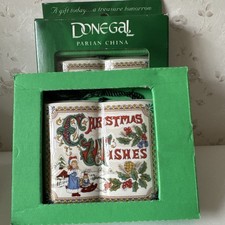 A gift today... a treasure tomorrow
DONEGAL
PARIAN CHINA
CHRISTMAS
WISHES